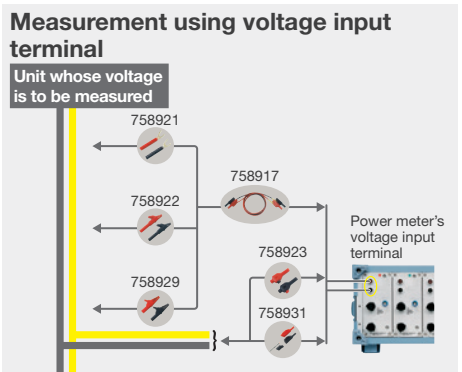 Measurement using voltage input
terminal
Unit whose voltage
is to be measured
758921
758917
758922
Power meter's
voltage input
terminal
758923
758929
758931